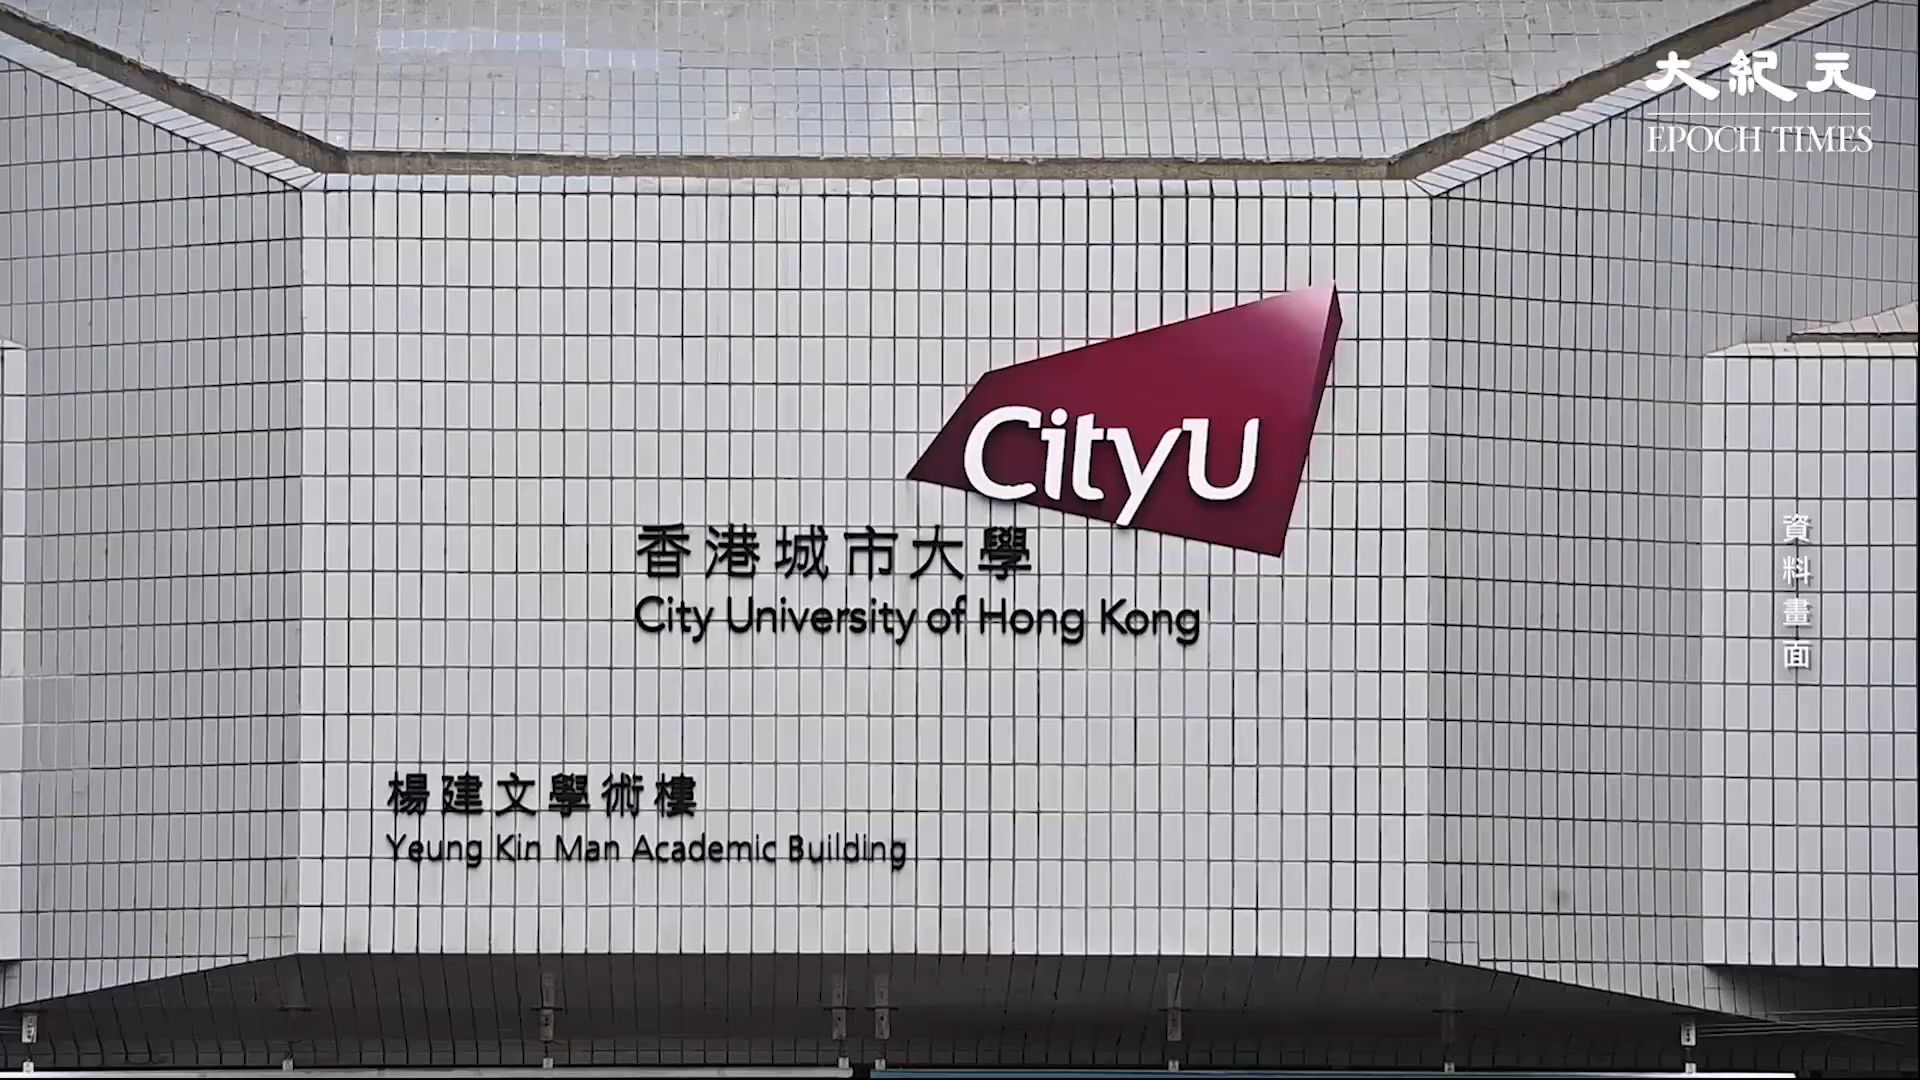 大紀元
EPOCH TIMES
CityU
香港城市大學
City University of Hong Kong
資料畫面
楊建文學術樓
Yeung Kin Man Academic Building